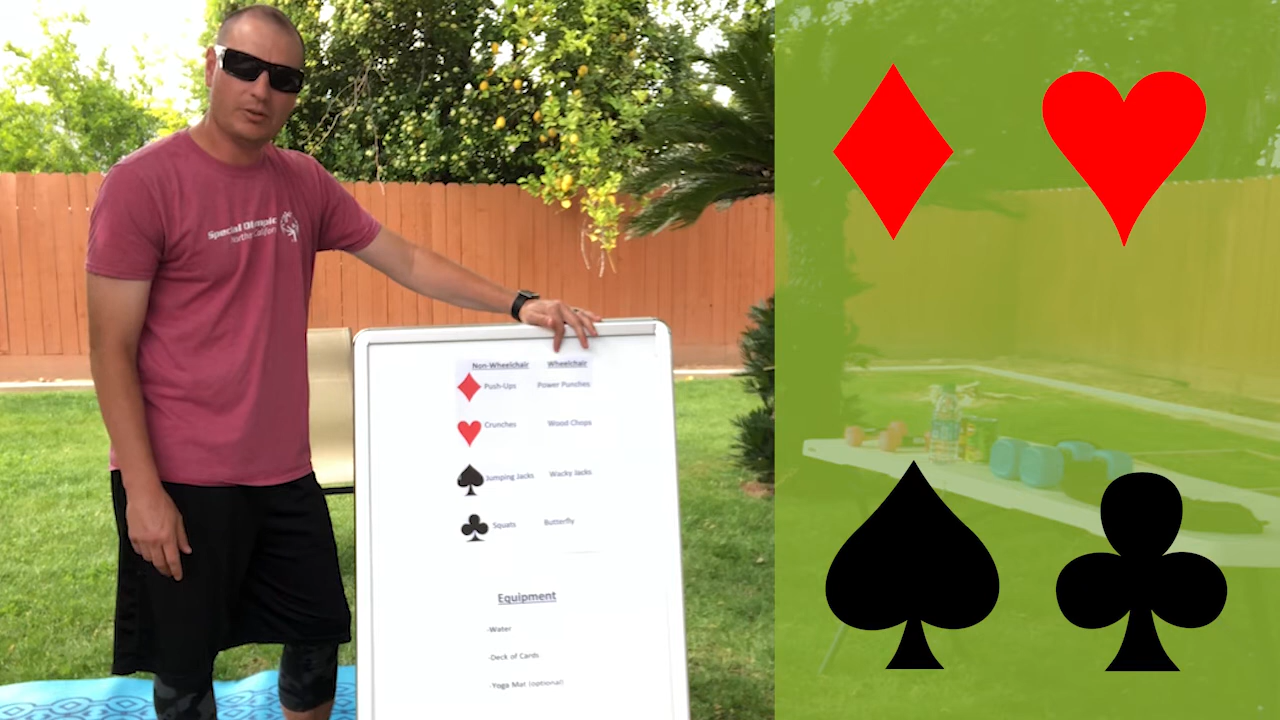 Special Olympics
Northern California
Non-Wheelchair Wheelchair
Push-Ups Power Punches
Crunches Wood Chops
Jumping Jacks Wacky Jacks
Squats Butterfly
Equipment
-Water
-Deck of Cards
-Yoga Mat (optional)